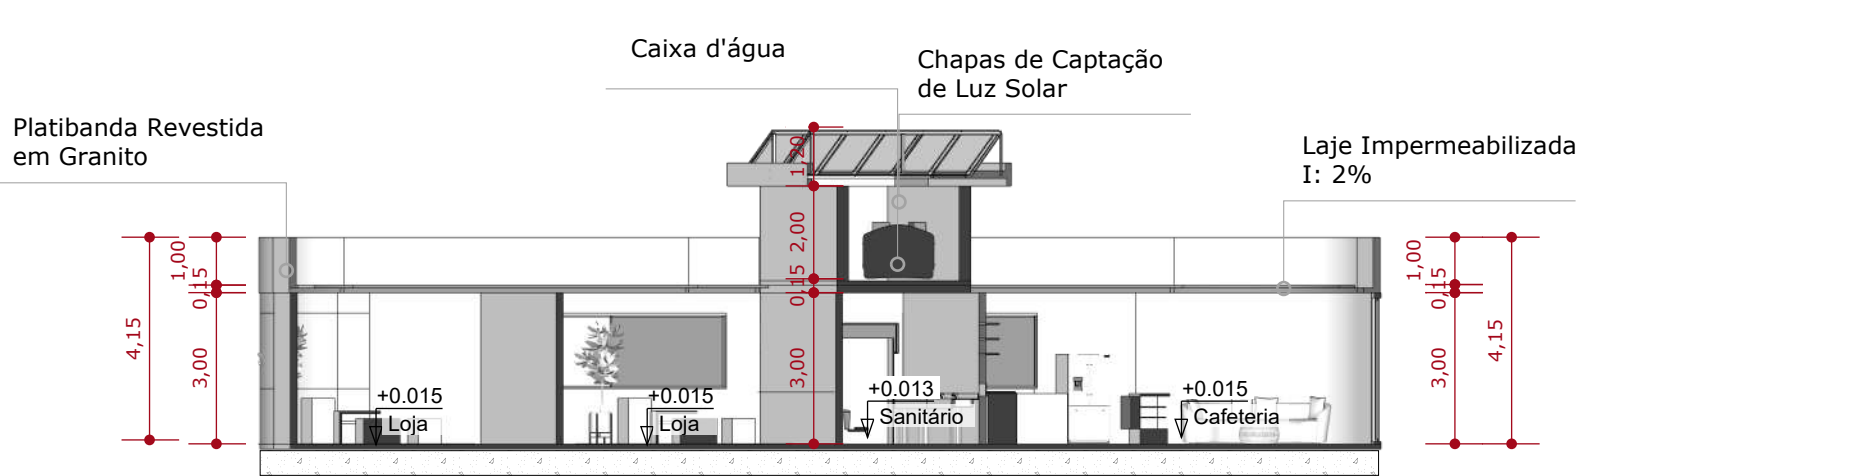 Caixa d'água
Chapas de Captação
de Luz Solar
Platibanda Revestida
em Granito
Laje Impermeabilizada
I: 2%
1,20
2,00
0,15
3,00
1,00
0,15
3,00
4,15
1,00
0,15
3,00
4,15
+0.015
Loja
+0.015
Loja
+0.013
Sanitário
+0.015
Cafeteria